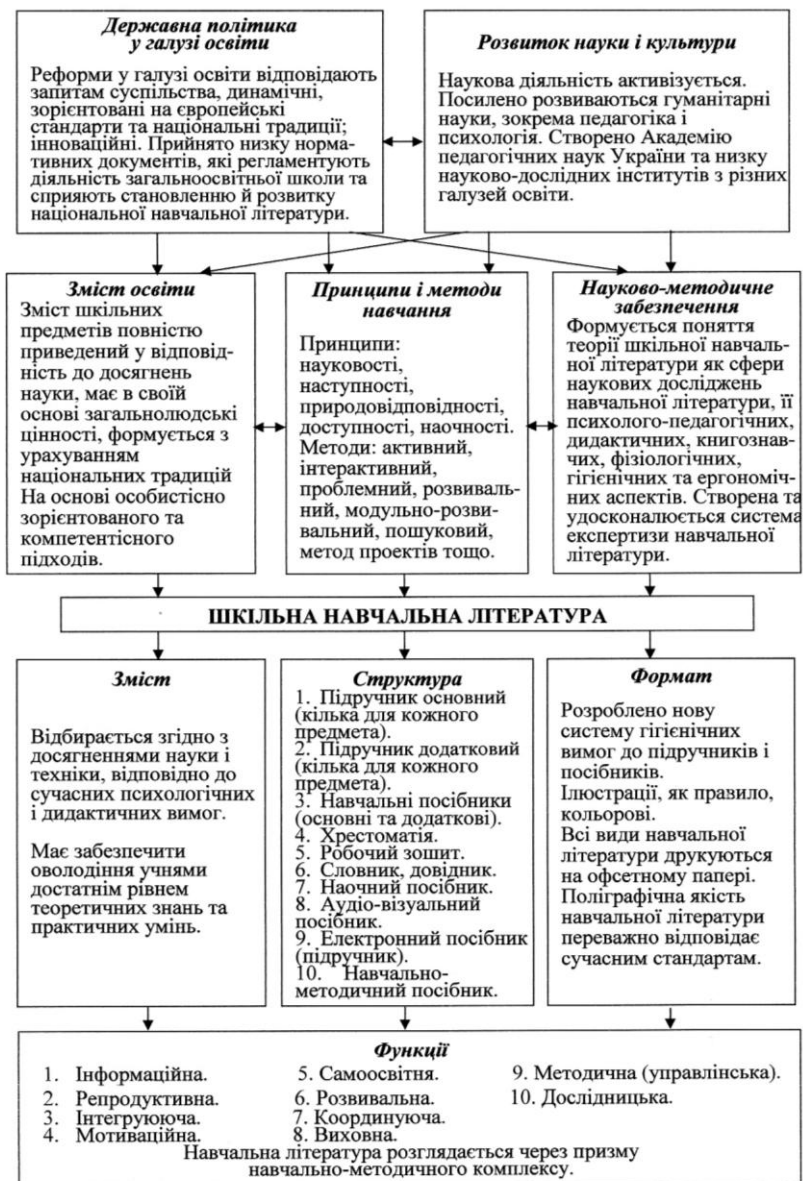 Державна політика
у галузі освіти
Реформи у галузі освіти відповідають
запитам суспільства, динамічні,
зорієнтовані на європейські
стандарти та національні традиції;
інноваційні. Прийнято низку норма-
тивних документів, які регламентують
діяльність загальноосвітньої школи та
сприяють становленню й розвитку
національної навчальної літератури.
Розвиток науки і культури
Наукова діяльність активізується.
Посилено розвиваються гуманітарні
науки, зокрема педагогіка і
психологія. Створено Академію
педагогічних наук України та низку
науково-дослідних інститутів з різних
галузей освіти.
Зміст освіти
Зміст шкільних
предметів повністю
приведений у відповід-
ність до досягнень
науки, має в своїй
основі загальнолюдські
цінності, формується з
урахуванням
національних традицій
На основі особистісно
зорієнтованого та
компетентісного
підходів.
Принципи і методи
навчання
Принципи:
науковості,
наступності,
природовідповідності,
доступності, наочності.
Методи: активний,
інтерактивний,
проблемний, розвиваль-
ний, модульно-розви-
вальний, пошуковий,
метод проектів тощо.
Науково-методичне
забезпечення
Формується поняття
теорії шкільної навчаль-
ної літератури як сфери
наукових досліджень
навчальної літератури, її
психолого-педагогічних,
дидактичних, книгознав-
чих, фізіологічних,
гігієнічних та ергономіч-
них аспектів. Створена та
удосконалюється система
експертизи навчальної
літератури.
ШКІЛЬНА НАВЧАЛЬНА ЛІТЕРАТУРА
Зміст
Відбирається згідно з
досягненнями науки і
техніки, відповідно до
сучасних психологічних
і дидактичних вимог.
Має забезпечити
оволодіння учнями
достатнім рівнем
теоретичних знань та
практичних умінь.
Структура
1. Підручник основний
(кілька для кожного
предмета).
2. Підручник додатковий
(кілька для кожного
предмета).
3. Навчальні посібники
(основні та додаткові).
4. Хрестоматія.
5. Робочий зошит.
6. Словник, довідник.
7. Наочний посібник.
8. Аудіо-візуальний
посібник.
9. Електронний посібник
(підручник).
10. Навчально-
методичний посібник.
Формат
Розроблено нову
систему гігієнічних
вимог до підручників і
посібників.
Ілюстрації, як правило,
кольорові.
Всі види навчальної
літератури друкуються
на офсетному папері.
Поліграфічна якість
навчальної літератури
переважно відповідає
сучасним стандартам.
Функції
1. Інформаційна.
2. Репродуктивна.
3. Інтегруююча.
4. Мотиваційна.
5. Самоосвітня.
6. Розвивальна.
7. Координуюча.
8. Виховна.
9. Методична (управлінська).
10. Дослідницька.
Навчальна література розглядається через призму
навчально-методичного комплексу.